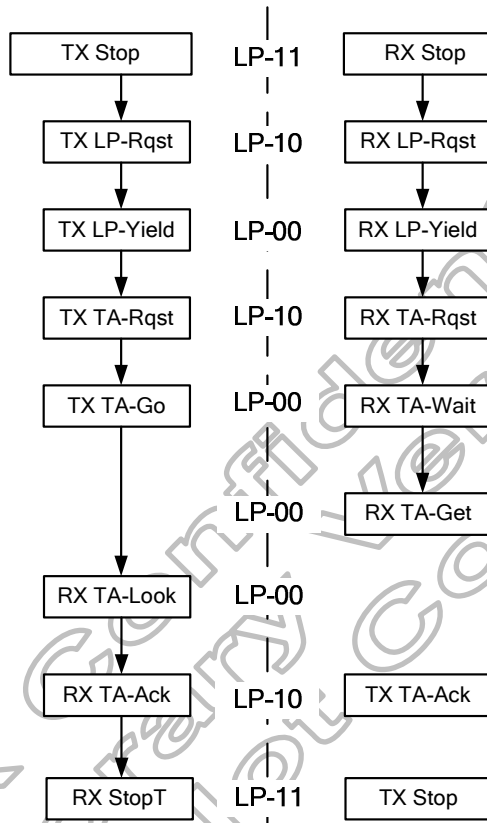 TX Stop LP-11 RX Stop
TX LP-Rqst LP-10 RX LP-Rqst
TX LP-Yield LP-00 RX LP-Yield
TX TA-Rqst LP-10 RX TA-Rqst
TX TA-Go LP-00 RX TA-Wait
LP-00 RX TA-Get
RX TA-Look LP-00
RX TA-Ack LP-10 TX TA-Ack
RX StopT LP-11 TX Stop